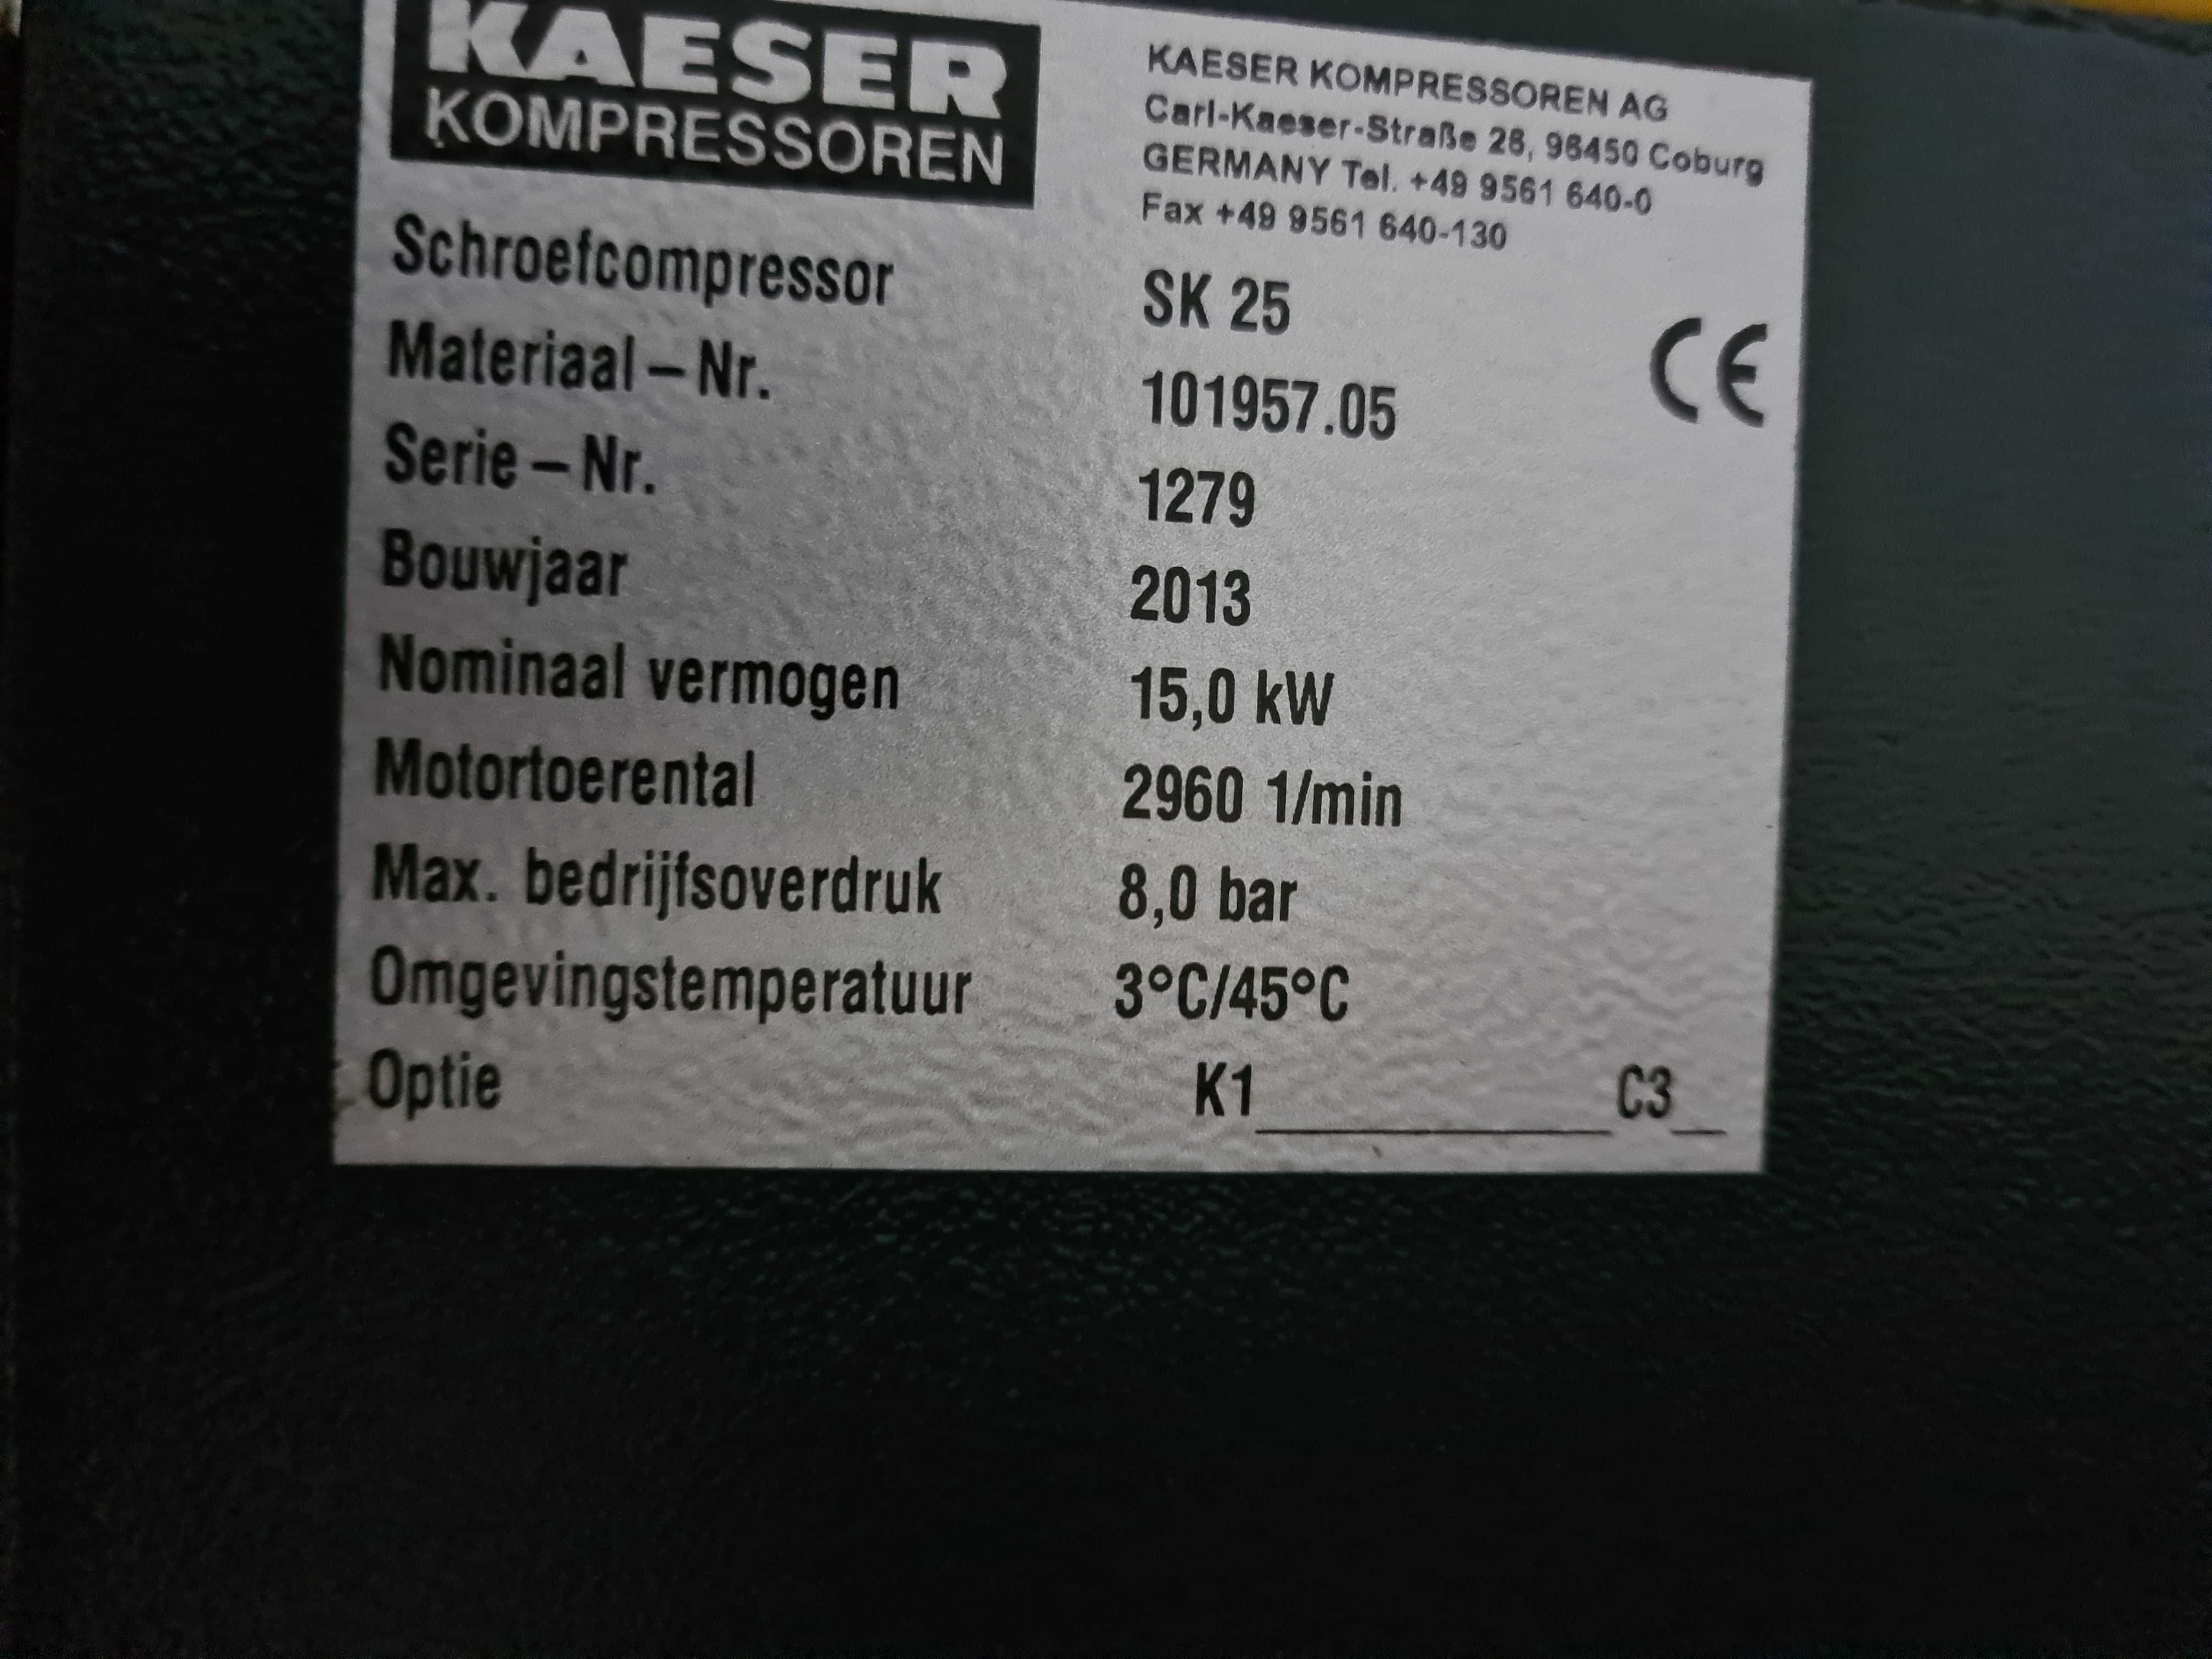 KAESER
KOMPRESSOREN
KAESER KOMPRESSOREN AG
Carl-Kaeser-Straße 26, 96450 Coburg
GERMANY Tel. +49 9561 640-0
Fax +49 9561 640-130
CE
Schroefcompressor SK 25
Materiaal – Nr. 101957.05
Serie – Nr. 1279
Bouwjaar 2013
Nominaal vermogen 15,0 kW
Motortoerental 2960 1/min
Max. bedrijfsoverdruk 8,0 bar
Omgevingstemperatuur 3°C/45°C
Optie K1__________C3_